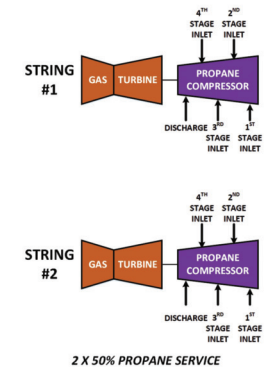 4TH 2ND
STAGE STAGE
INLET INLET
STRING
#1
GAS TURBINE
PROPANE
COMPRESSOR
DISCHARGE 3RD 1ST
STAGE STAGE
INLET INLET
4TH 2ND
STAGE STAGE
INLET INLET
STRING
#2
GAS TURBINE
PROPANE
COMPRESSOR
DISCHARGE 3RD 1ST
STAGE STAGE
INLET INLET
2 X 50% PROPANE SERVICE